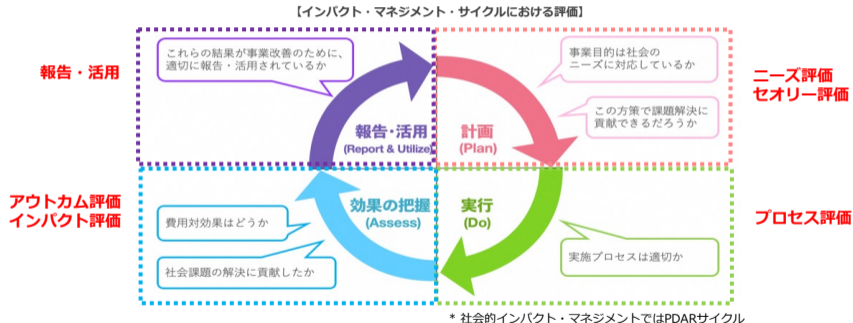 【インパクト・マネジメント・サイクルにおける評価】
報告・活用
これらの結果が事業改善のために、
適切に報告・活用されているか
報告・活用
(Report & Utilize)
計画
(Plan)
事業目的は社会の
ニーズに対応しているか
この方策で課題解決に
貢献できるだろうか
ニーズ評価
セオリー評価
アウトカム評価
インパクト評価
費用対効果はどうか
社会課題の解決に貢献したか
効果の把握
(Assess)
実行
(Do)
実施プロセスは適切か
プロセス評価
* 社会的インパクト・マネジメントではPDARサイクル